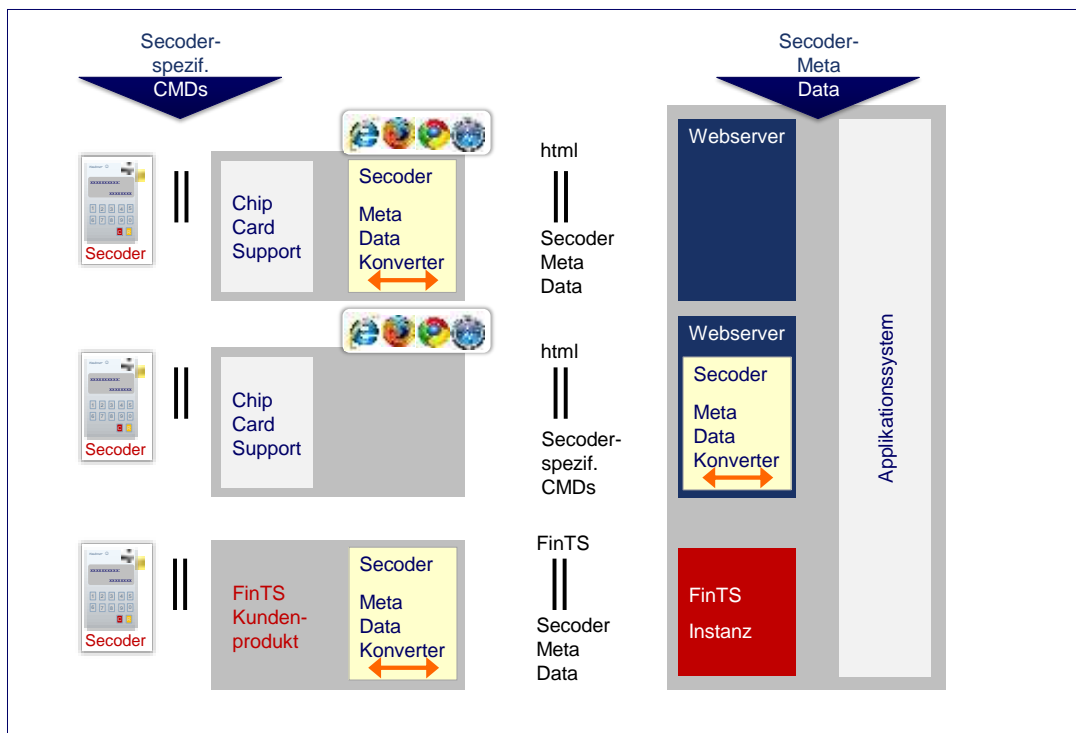 Secoder-
spezif.
CMDs
Secoder-
Meta
Data
Secoder
Chip
Card
Support
Secoder
Meta
Data
Konverter
html
Secoder
Meta
Data
Webserver
Applikationssystem
Secoder
Chip
Card
Support
html
Secoder-
spezif.
CMDs
Webserver
Secoder
Meta
Data
Konverter
Secoder
FinTS
Kunden-
produkt
Secoder
Meta
Data
Konverter
FinTS
Secoder
Meta
Data
FinTS
Instanz